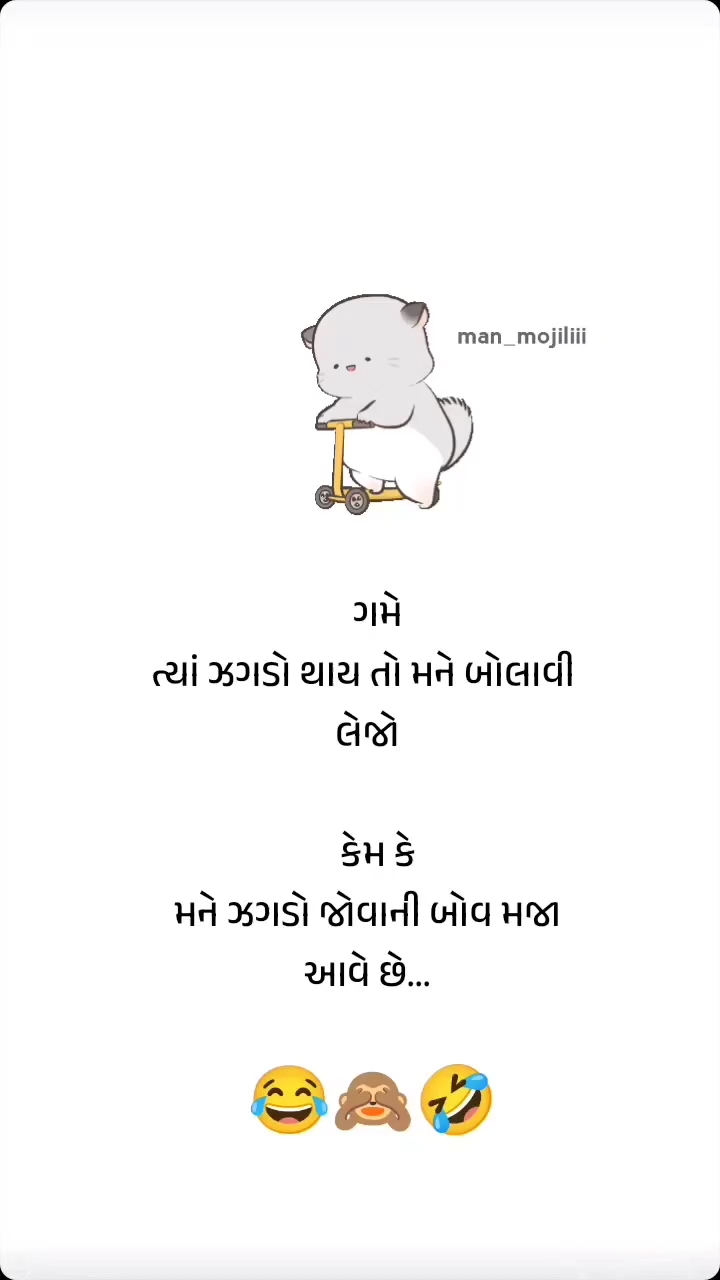 man_mojiliii
ગમે
ત્યાં ઝગડો થાય તો મને બોલાવી
લેજો
કેમ કે
મને ઝગડો જોવાની બોવ મજા
આવે છે...
😂🙈🤣